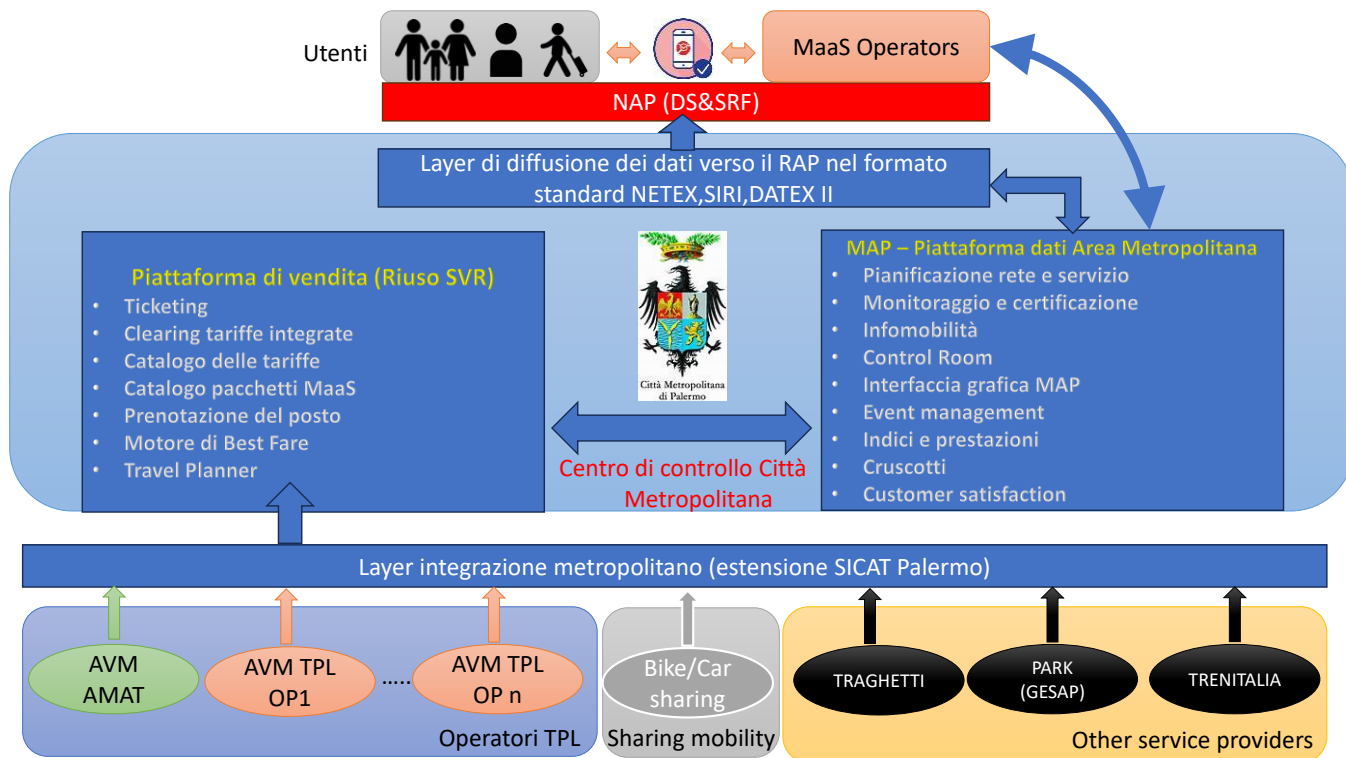 Utenti
MaaS Operators
NAP (DS&SRF)
Layer di diffusione dei dati verso il RAP nel formato
standard NETEX,SIRI,DATEX II
Piattaforma di vendita (Riuso SVR)
• Ticketing
• Clearing tariffe integrate
• Catalogo delle tariffe
• Catalogo pacchetti MaaS
• Prenotazione del posto
• Motore di Best Fare
• Travel Planner
Città Metropolitana
di Palermo
Centro di controllo Città
Metropolitana
MAP – Piattaforma dati Area Metropolitana
• Pianificazione rete e servizio
• Monitoraggio e certificazione
• Infomobilità
• Control Room
• Interfaccia grafica MAP
• Event management
• Indici e prestazioni
• Cruscotti
• Customer satisfaction
Layer integrazione metropolitano (estensione SICAT Palermo)
AVM
AMAT
AVM TPL
OP1
.....
AVM TPL
OP n
Operatori TPL
Bike/Car
sharing
Sharing mobility
TRAGHETTI
PARK
(GESAP)
TRENITALIA
Other service providers